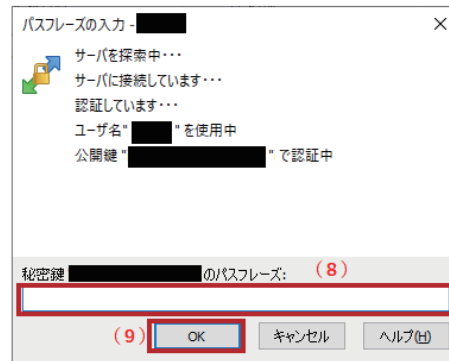 パスフレーズの入力 -
サーバを探索中･･･
サーバに接続しています･･･
認証しています･･･
ユーザ名" "を使用中
公開鍵" "で認証中
秘密鍵 のパスフレーズ: (8)
(9) OK キャンセル ヘルプ(H)